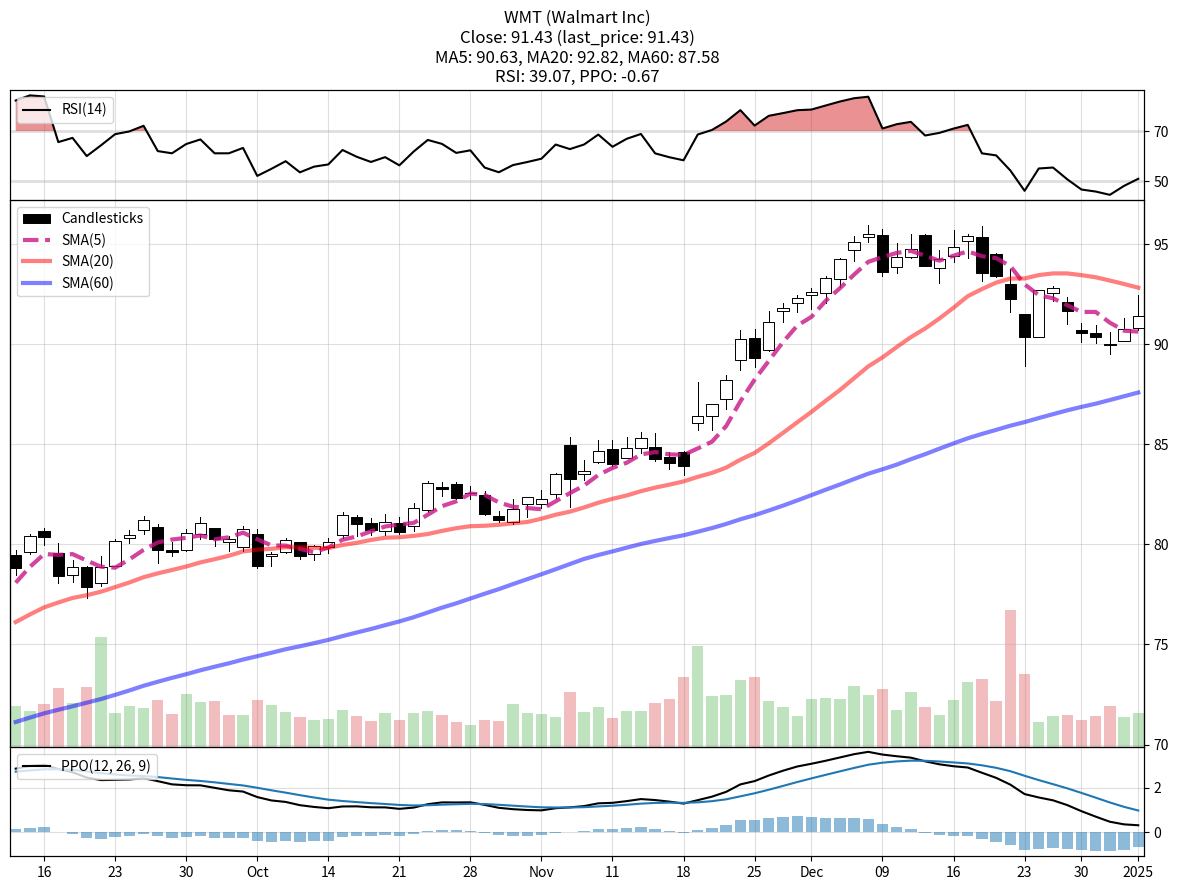 WMT (Walmart Inc)
Close: 91.43 (last_price: 91.43)
MA5: 90.63, MA20: 92.82, MA60: 87.58
RSI: 39.07, PPO: -0.67
RSI(14)
70
50
Candlesticks
SMA(5)
SMA(20)
SMA(60)
95
90
85
80
75
70
PPO(12, 26, 9)
2
0
16 23 30 Oct 14 21 28 Nov 11 18 25 Dec 09 16 23 30 2025